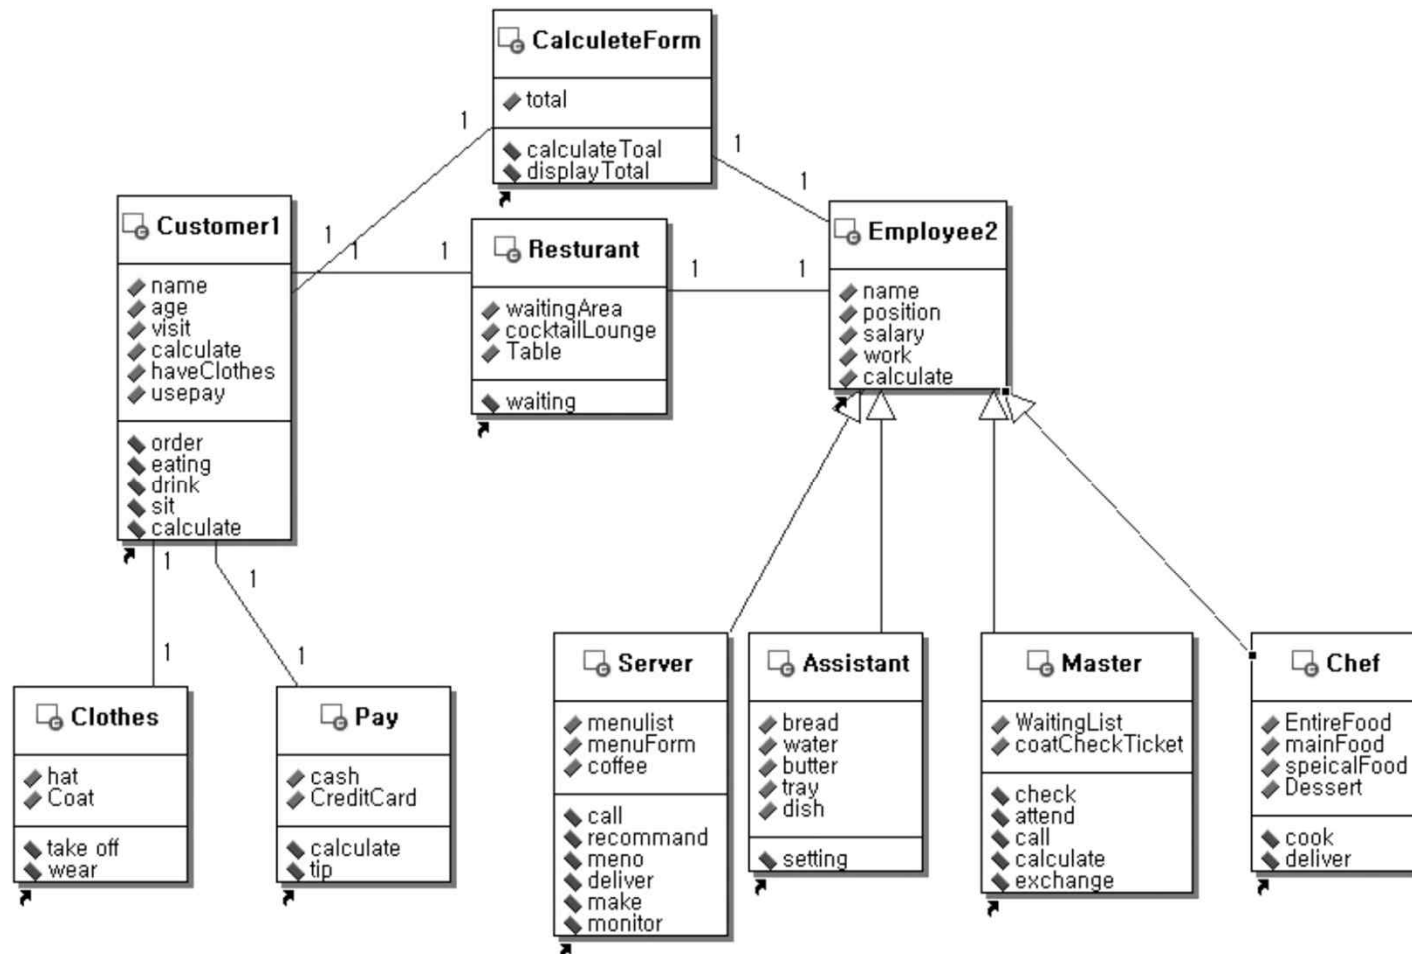 CalculeteForm
total
calculateToal
displayTotal
1
1
1
1
Customer1
name
age
visit
calculate
haveClothes
usepay
order
eating
drink
sit
calculate
1
1
Resturant
waitingArea
cocktailLounge
Table
waiting
1
1
Employee2
name
position
salary
work
calculate
1
1
1
1
Clothes
hat
Coat
take off
wear
Pay
cash
CreditCard
calculate
tip
Server
menulist
menuForm
coffee
call
recommand
meno
deliver
make
monitor
Assistant
bread
water
butter
tray
dish
setting
Master
WaitingList
coatCheckTicket
check
attend
call
calculate
exchange
Chef
EntireFood
mainFood
speicalFood
Dessert
cook
deliver